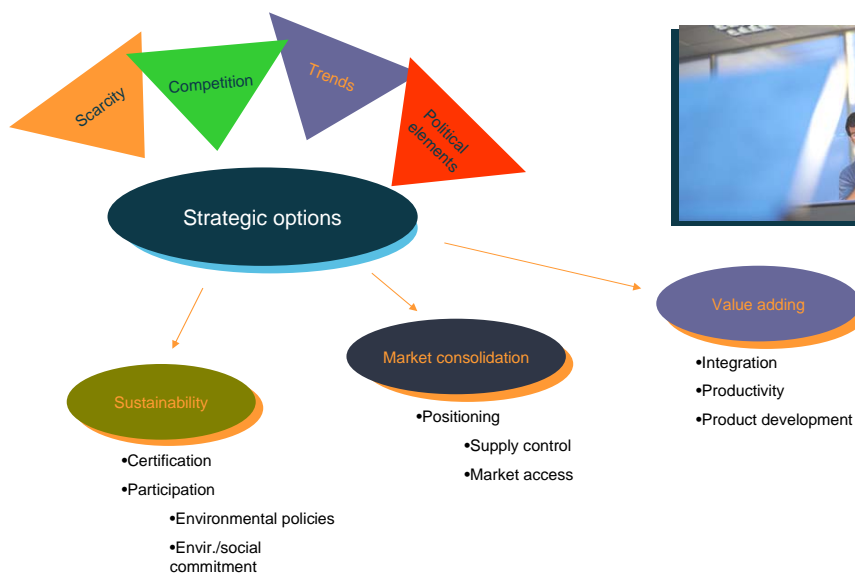 Scarcity
Competition
Trends
Political
elements
Strategic options
Value adding
•Integration
•Productivity
•Product development
Market consolidation
•Positioning
•Supply control
•Market access
Sustainability
•Certification
•Participation
•Environmental policies
•Envir./social
commitment